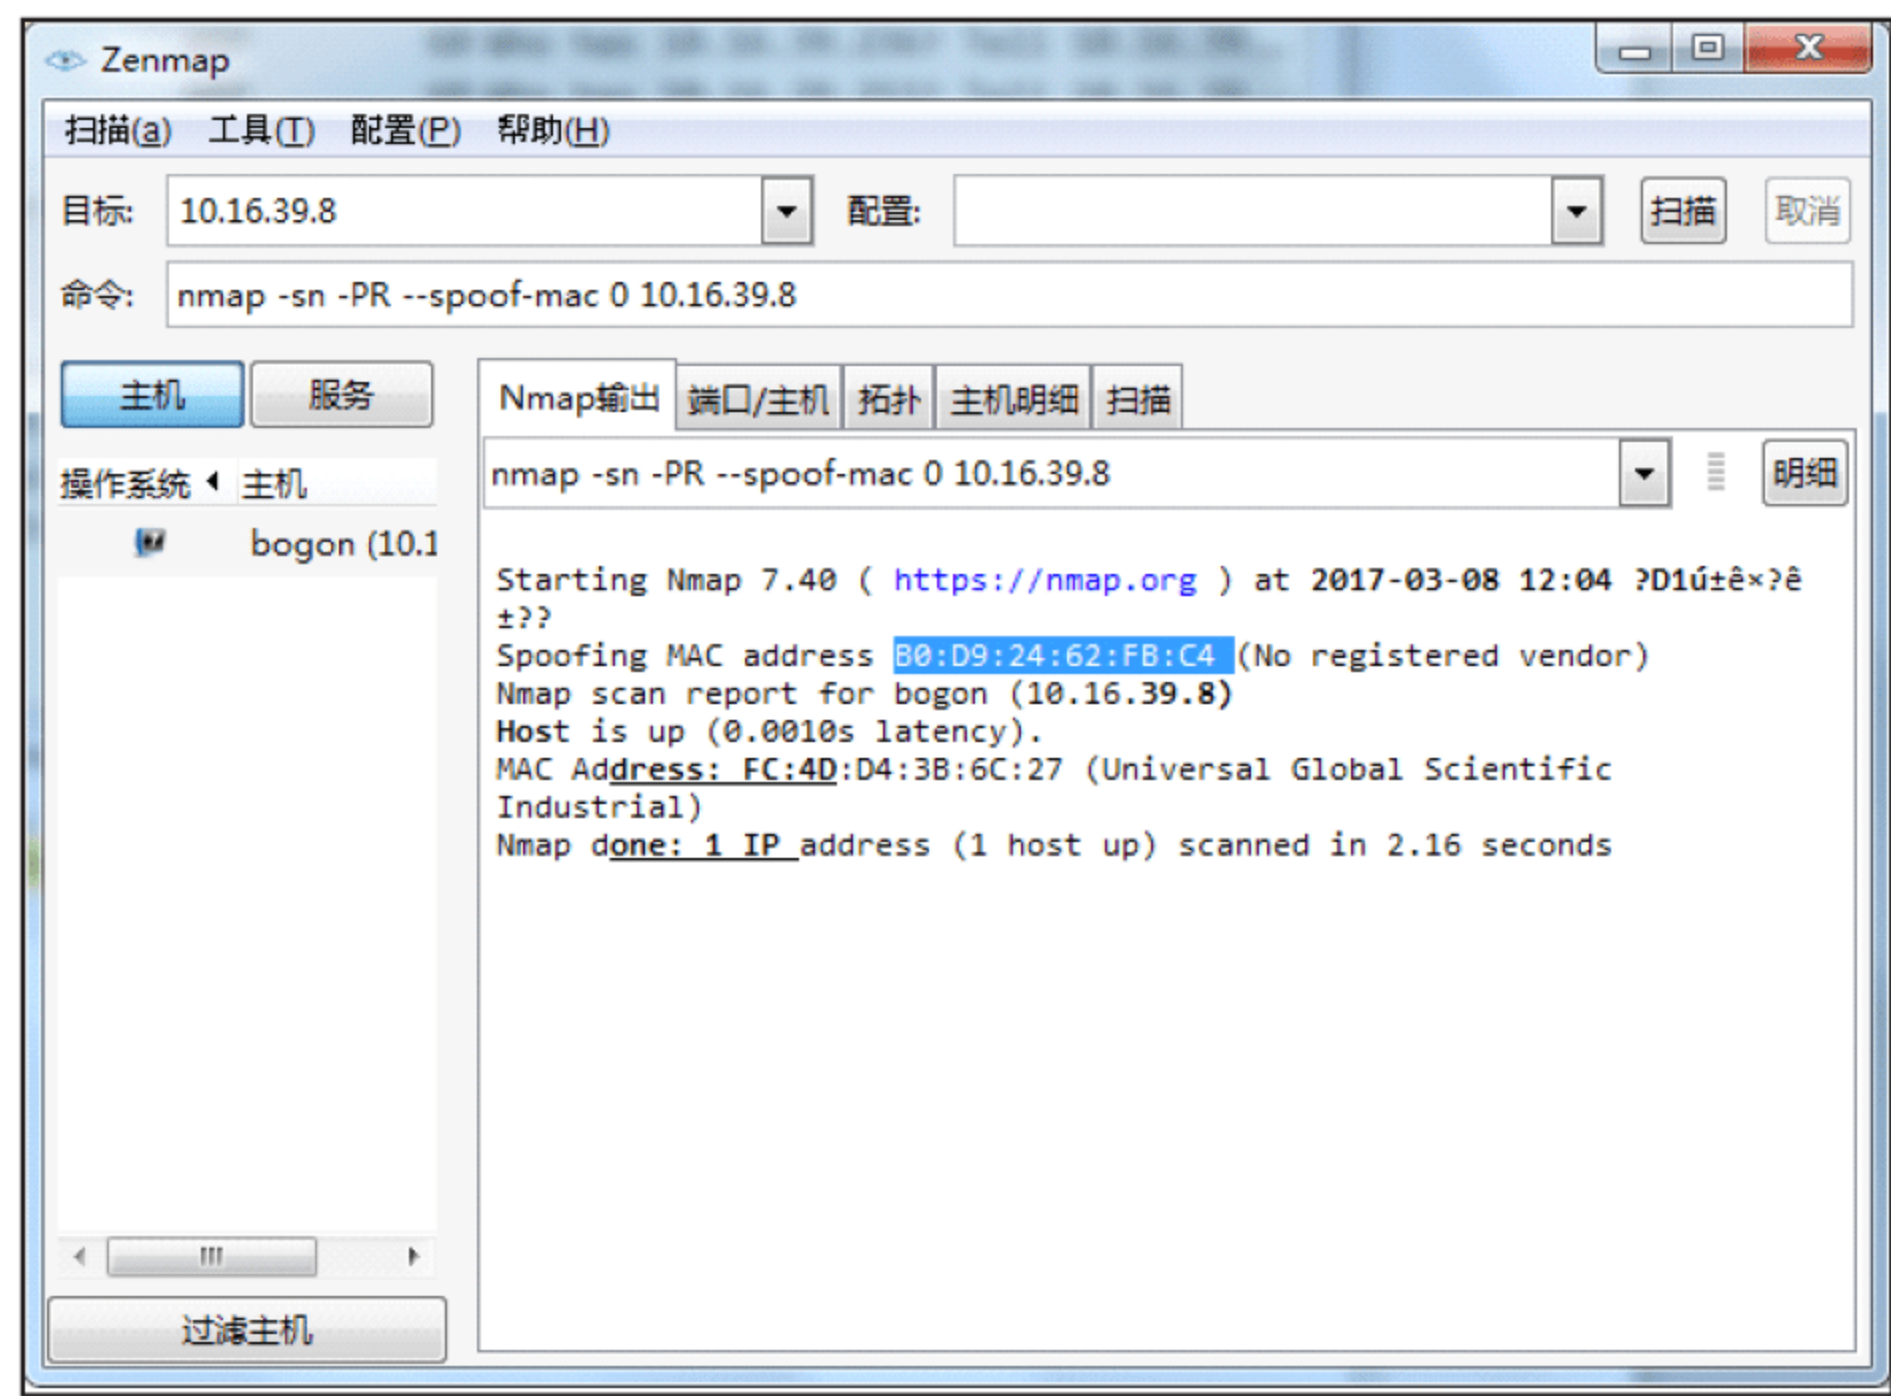 Zenmap
扫描(a) 工具(T) 配置(P) 帮助(H)
目标: 10.16.39.8 配置: 扫描 取消
命令: nmap -sn -PR --spoof-mac 0 10.16.39.8
主机 服务 Nmap输出 端口/主机 拓扑 主机明细 扫描
操作系统 主机 nmap -sn -PR --spoof-mac 0 10.16.39.8 明细
bogon (10.1
Starting Nmap 7.40 ( https://nmap.org ) at 2017-03-08 12:04 ?D1ú±ê×?ê
±??
Spoofing MAC address B0:D9:24:62:FB:C4 (No registered vendor)
Nmap scan report for bogon (10.16.39.8)
Host is up (0.0010s latency).
MAC Address: FC:4D:D4:3B:6C:27 (Universal Global Scientific
Industrial)
Nmap done: 1 IP address (1 host up) scanned in 2.16 seconds
过滤主机